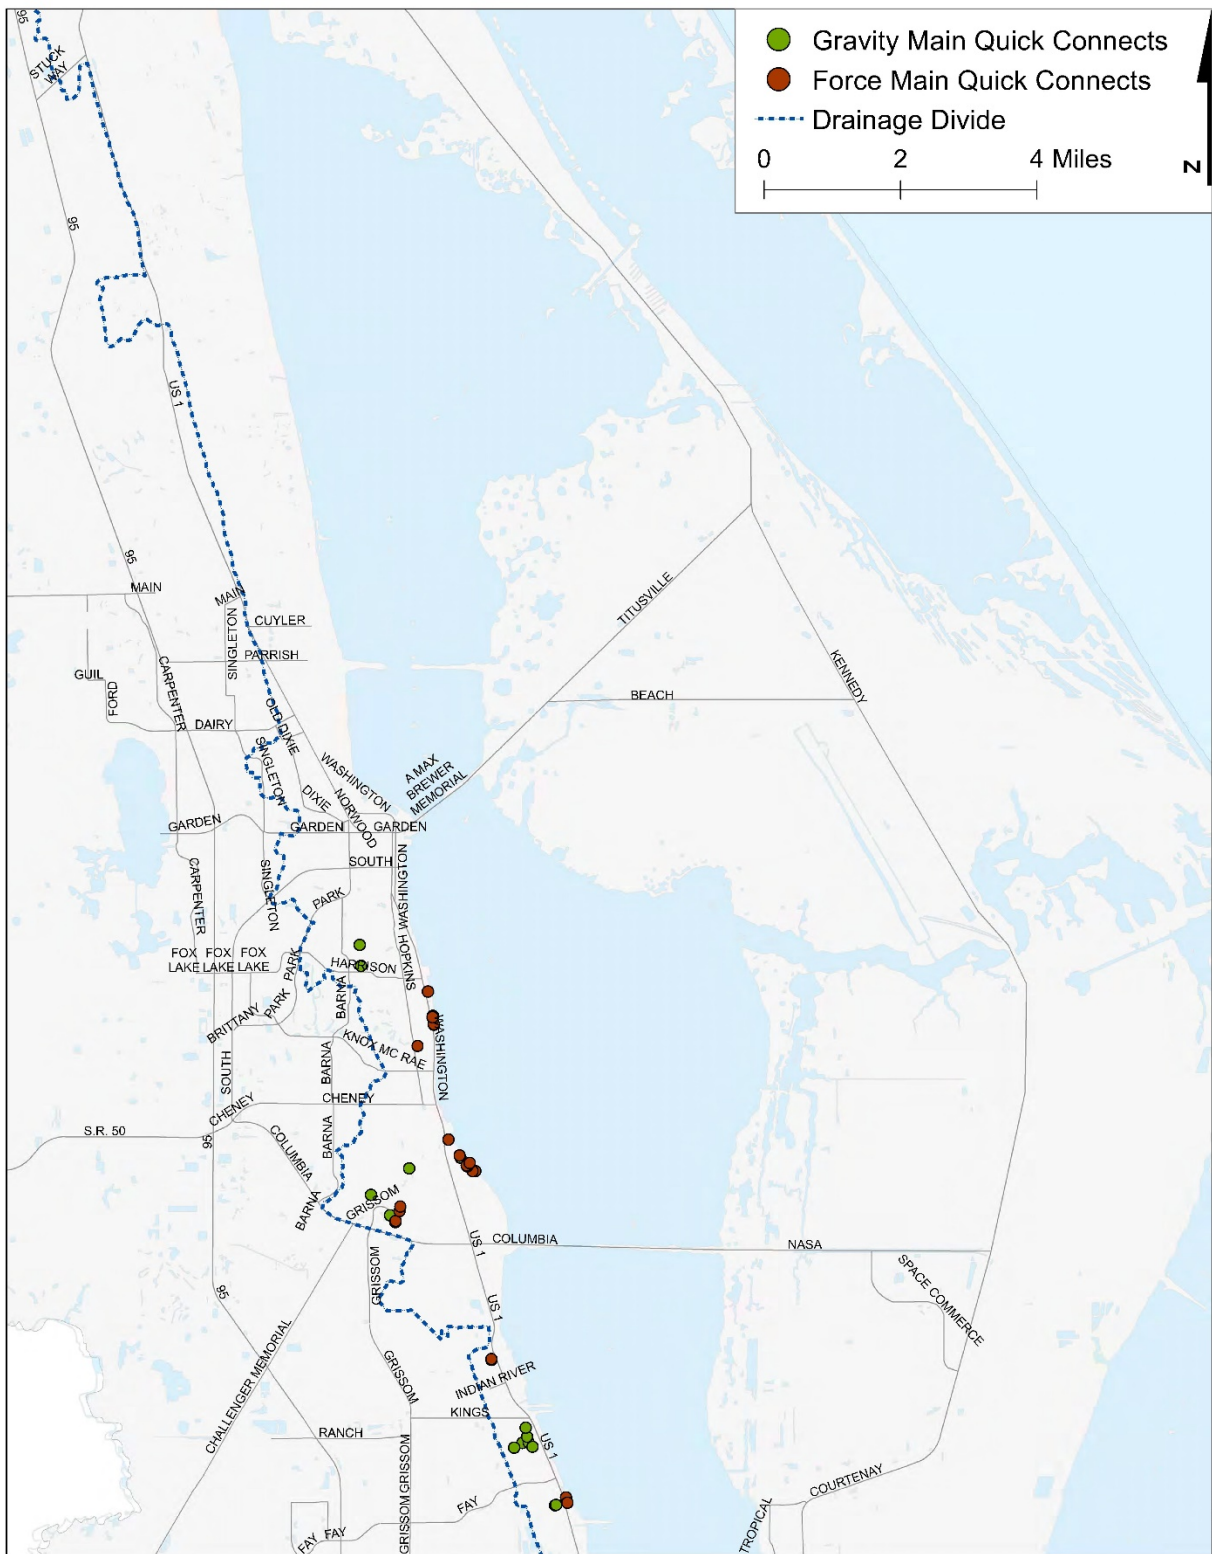 Gravity Main Quick Connects
Force Main Quick Connects
Drainage Divide
0 2 4 Miles
N
95
STUCK
WAY
95
US 1
95
MAIN
MAIN
SINGLETON
CUYLER
PARRISH
GUIL
FORD
CARPENTER
DAIRY
OLD DIXIE
SINGLETON
WASHINGTON
DIXIE
NORWOOD
A MAX
BREWER
MEMORIAL
TITUSVILLE
BEACH
KENNEDY
GARDEN
GARDEN
GARDEN
SOUTH
CARPENTER
SINGLETON
PARK
WASHINGTON
HOPKINS
FOX
LAKE
FOX
LAKE
FOX
LAKE
PARK
HARRISON
BARNA
BRITTANY
PARK
KNOX MC RAE
WASHINGTON
SOUTH
BARNA
CHENEY
CHENEY
S.R. 50
95
COLUMBIA
BARNA
BARNA
GRISSOM
US 1
COLUMBIA
NASA
GRISSOM
SPACE COMMERCE
95
US 1
CHALLENGER MEMORIAL
GRISSOM
INDIAN RIVER
KINGS
RANCH
US 1
GRISSOM
GRISSOM
FAY
FAY
FAY
COURTENAY
TROPICAL